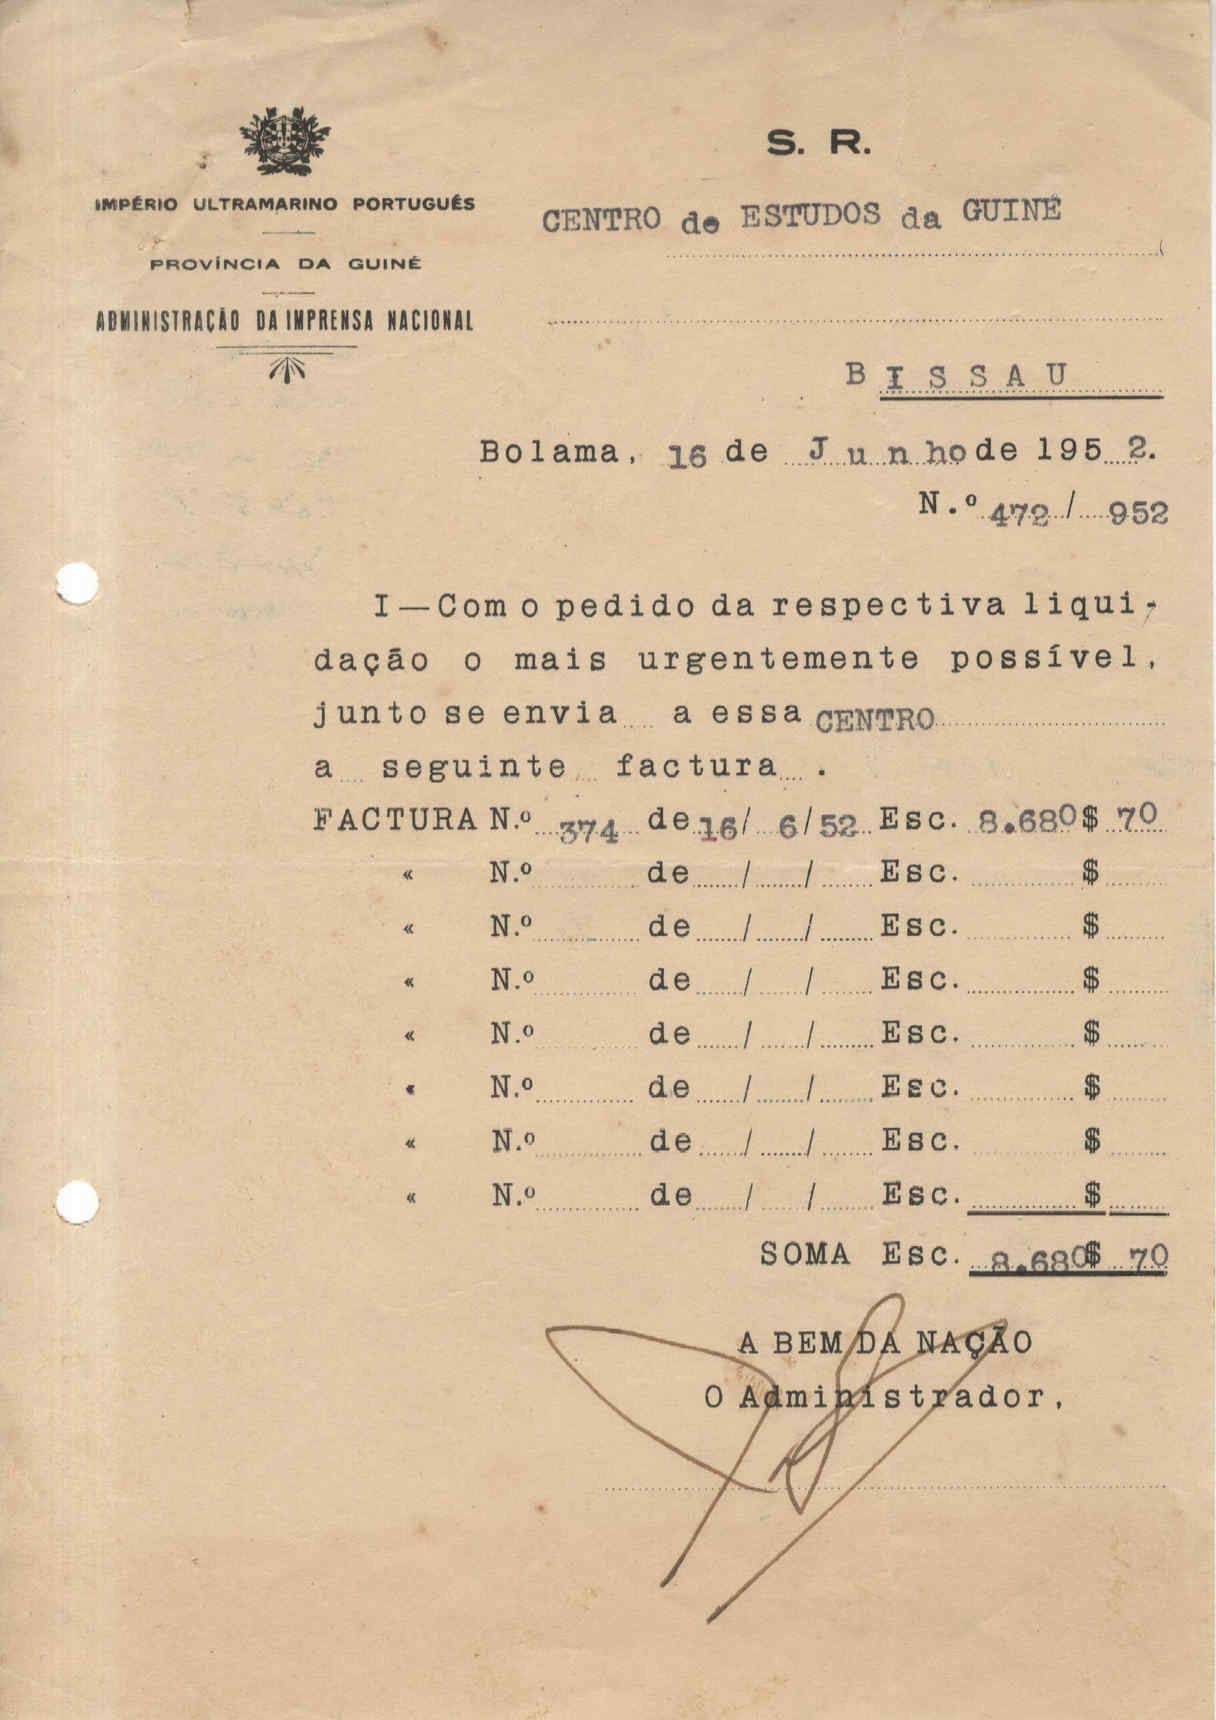 IMPÉRIO ULTRAMARINO PORTUGUÊS
PROVÍNCIA DA GUINÉ
ADMINISTRAÇÃO DA IMPRENSA NACIONAL
S. R.
CENTRO de ESTUDOS da GUINÉ
BISSAU
Bolama, 16 de Junho de 1952.
N.º 472 / 952
I — Com o pedido da respectiva liqui-
dação o mais urgentemente possível,
junto se envia a essa CENTRO
a seguinte factura .
FACTURA N.º 374 de 16/ 6/52 Esc. 8.680$ 70
« N.º de / / Esc. $
« N.º de / / Esc. $
« N.º de / / Esc. $
« N.º de / / Esc. $
« N.º de / / Esc. $
« N.º de / / Esc. $
« N.º de / / Esc. $
SOMA Esc. 8.680$ 70
A BEM DA NAÇÃO
O Administrador,